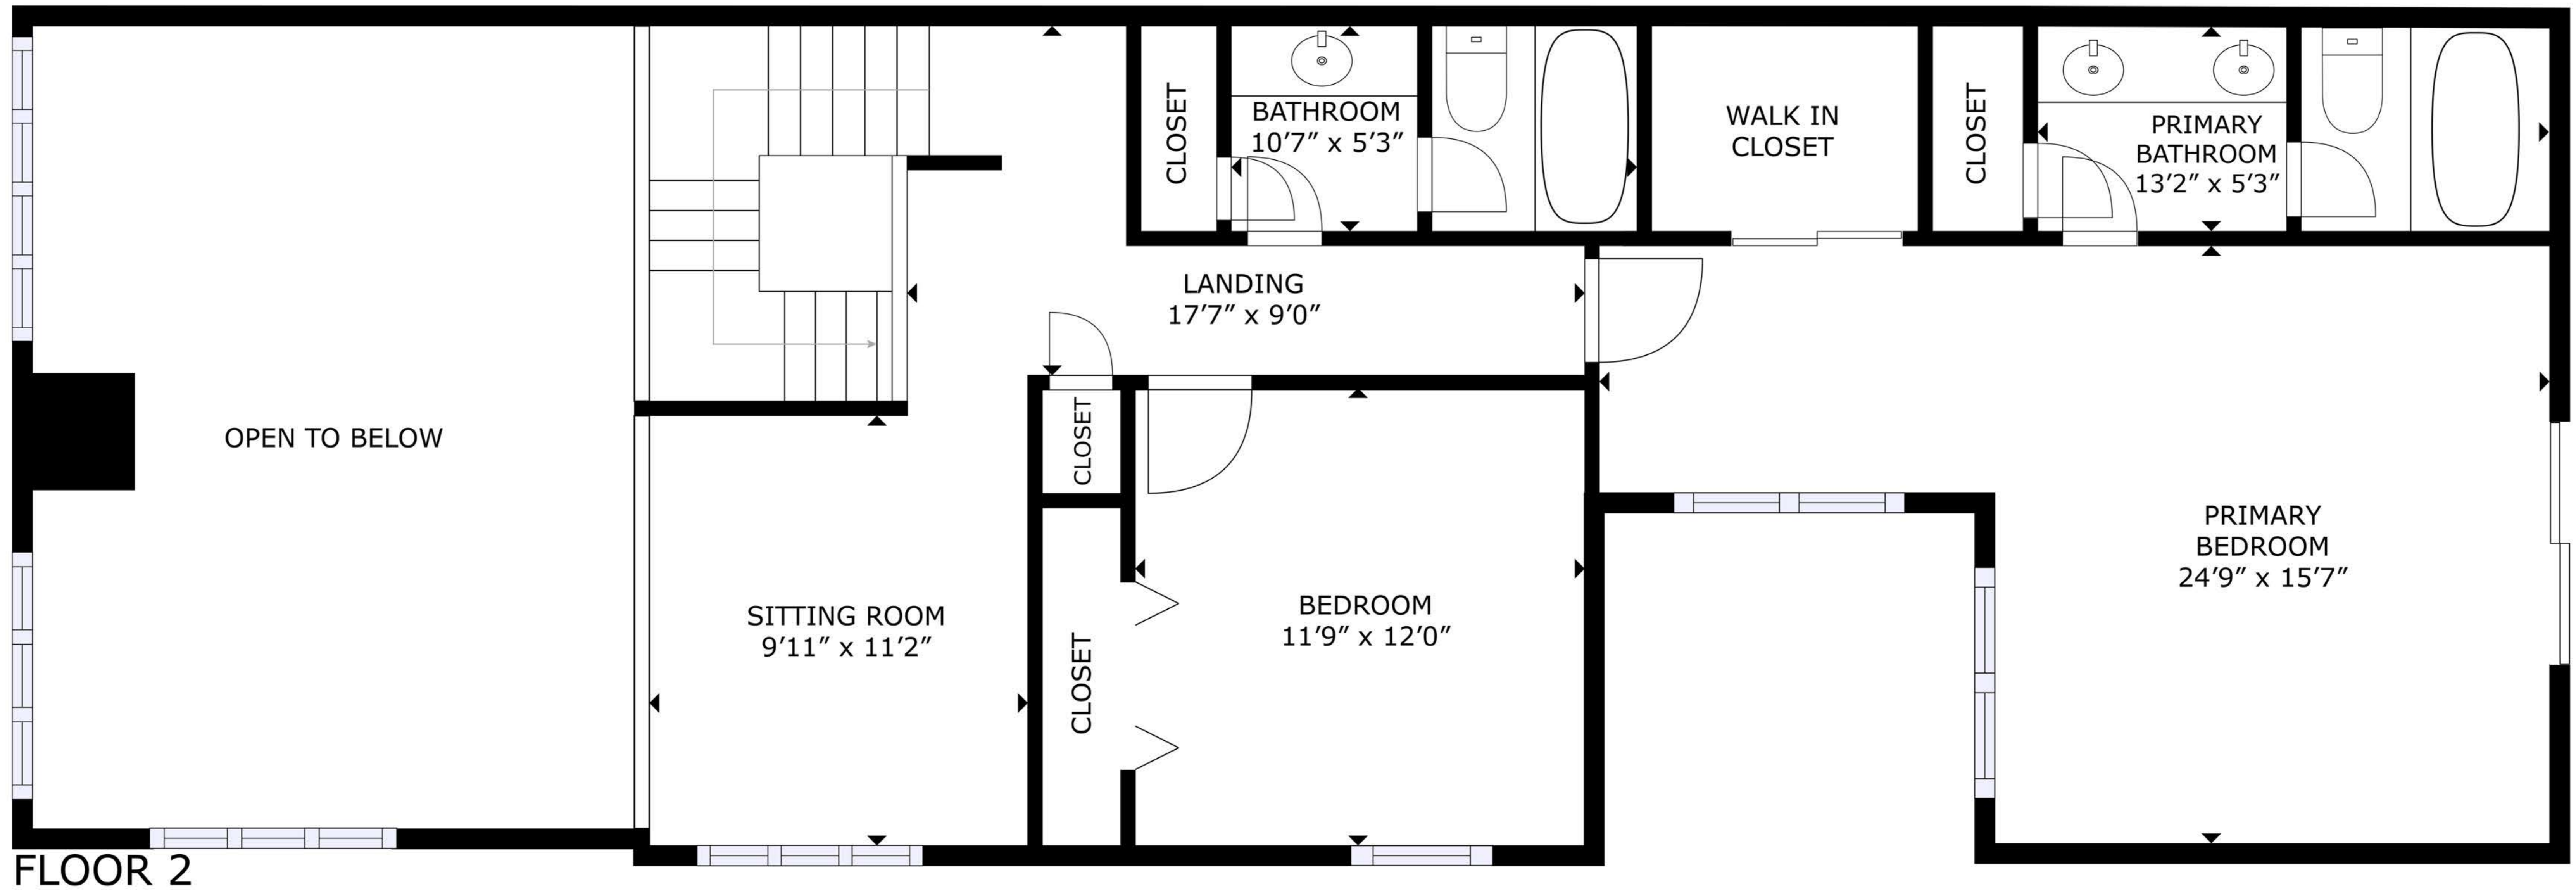 CLOSET
BATHROOM
10'7" x 5'3"
WALK IN
CLOSET
CLOSET
PRIMARY
BATHROOM
13'2" x 5'3"
LANDING
17'7" x 9'0"
OPEN TO BELOW
CLOSET
SITTING ROOM
9'11" x 11'2"
CLOSET
BEDROOM
11'9" x 12'0"
PRIMARY
BEDROOM
24'9" x 15'7"
FLOOR 2